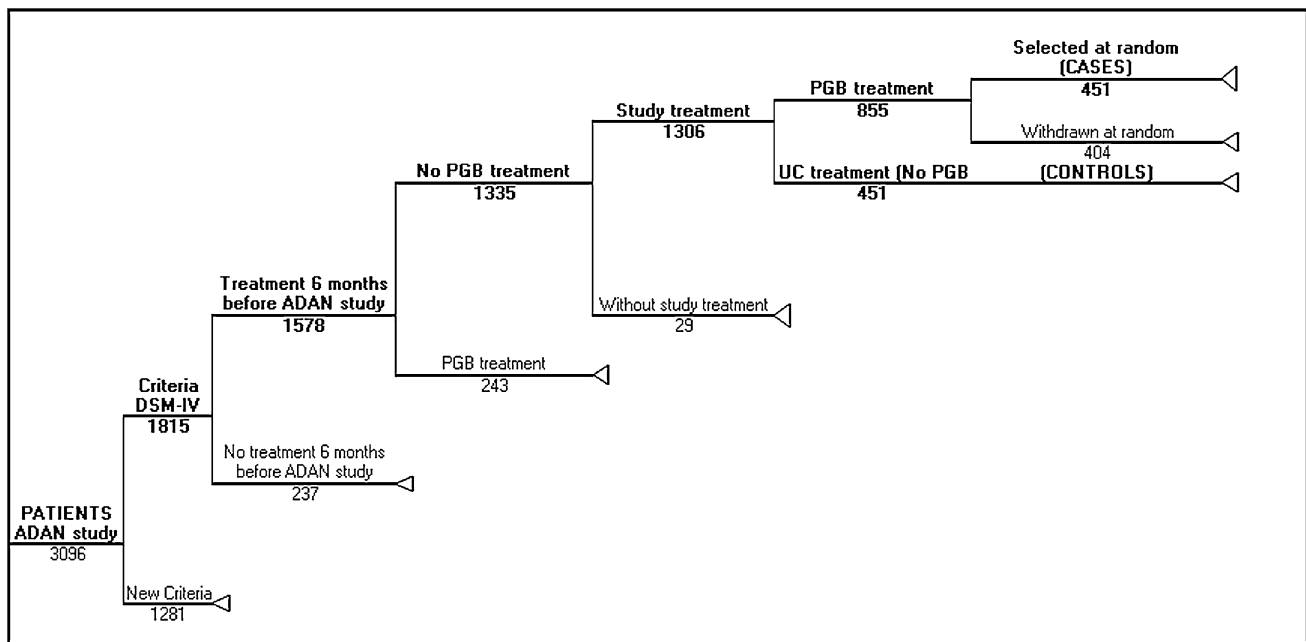 Selected at random
(CASES)
451
PGB treatment
855
Study treatment
1306
Withdrawn at random
404
No PGB treatment
1335
UC treatment (No PGB
(CONTROLS)
451
Treatment 6 months
before ADAN study
1578
Without study treatment
29
PGB treatment
243
Criteria
DSM-IV
1815
No treatment 6 months
before ADAN study
237
PATIENTS
ADAN study
3096
New Criteria
1281